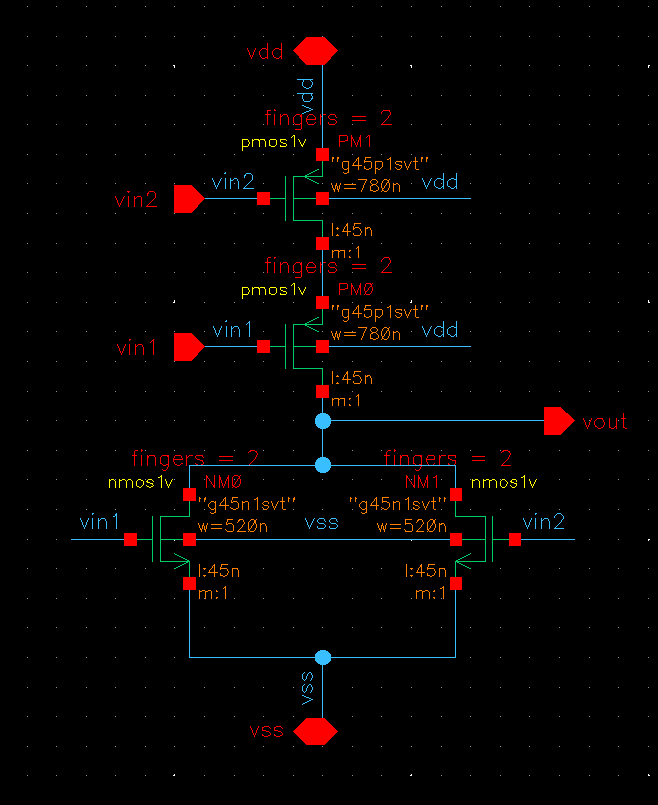 vdd
vdd
fingers = 2
pmos1v PM1
"g45p1svt"
vin2 w=780n vdd
vin2
l:45n
m:1
fingers = 2
pmos1v PM0
"g45p1svt"
vin1 w=780n vdd
vin1
l:45n
m:1
vout
fingers = 2 fingers = 2
nmos1v NM0 NM1 nmos1v
"g45n1svt" "g45n1svt"
vin1 w=520n vss w=520n vin2
l:45n l:45n
m:1 m:1
vss
vss